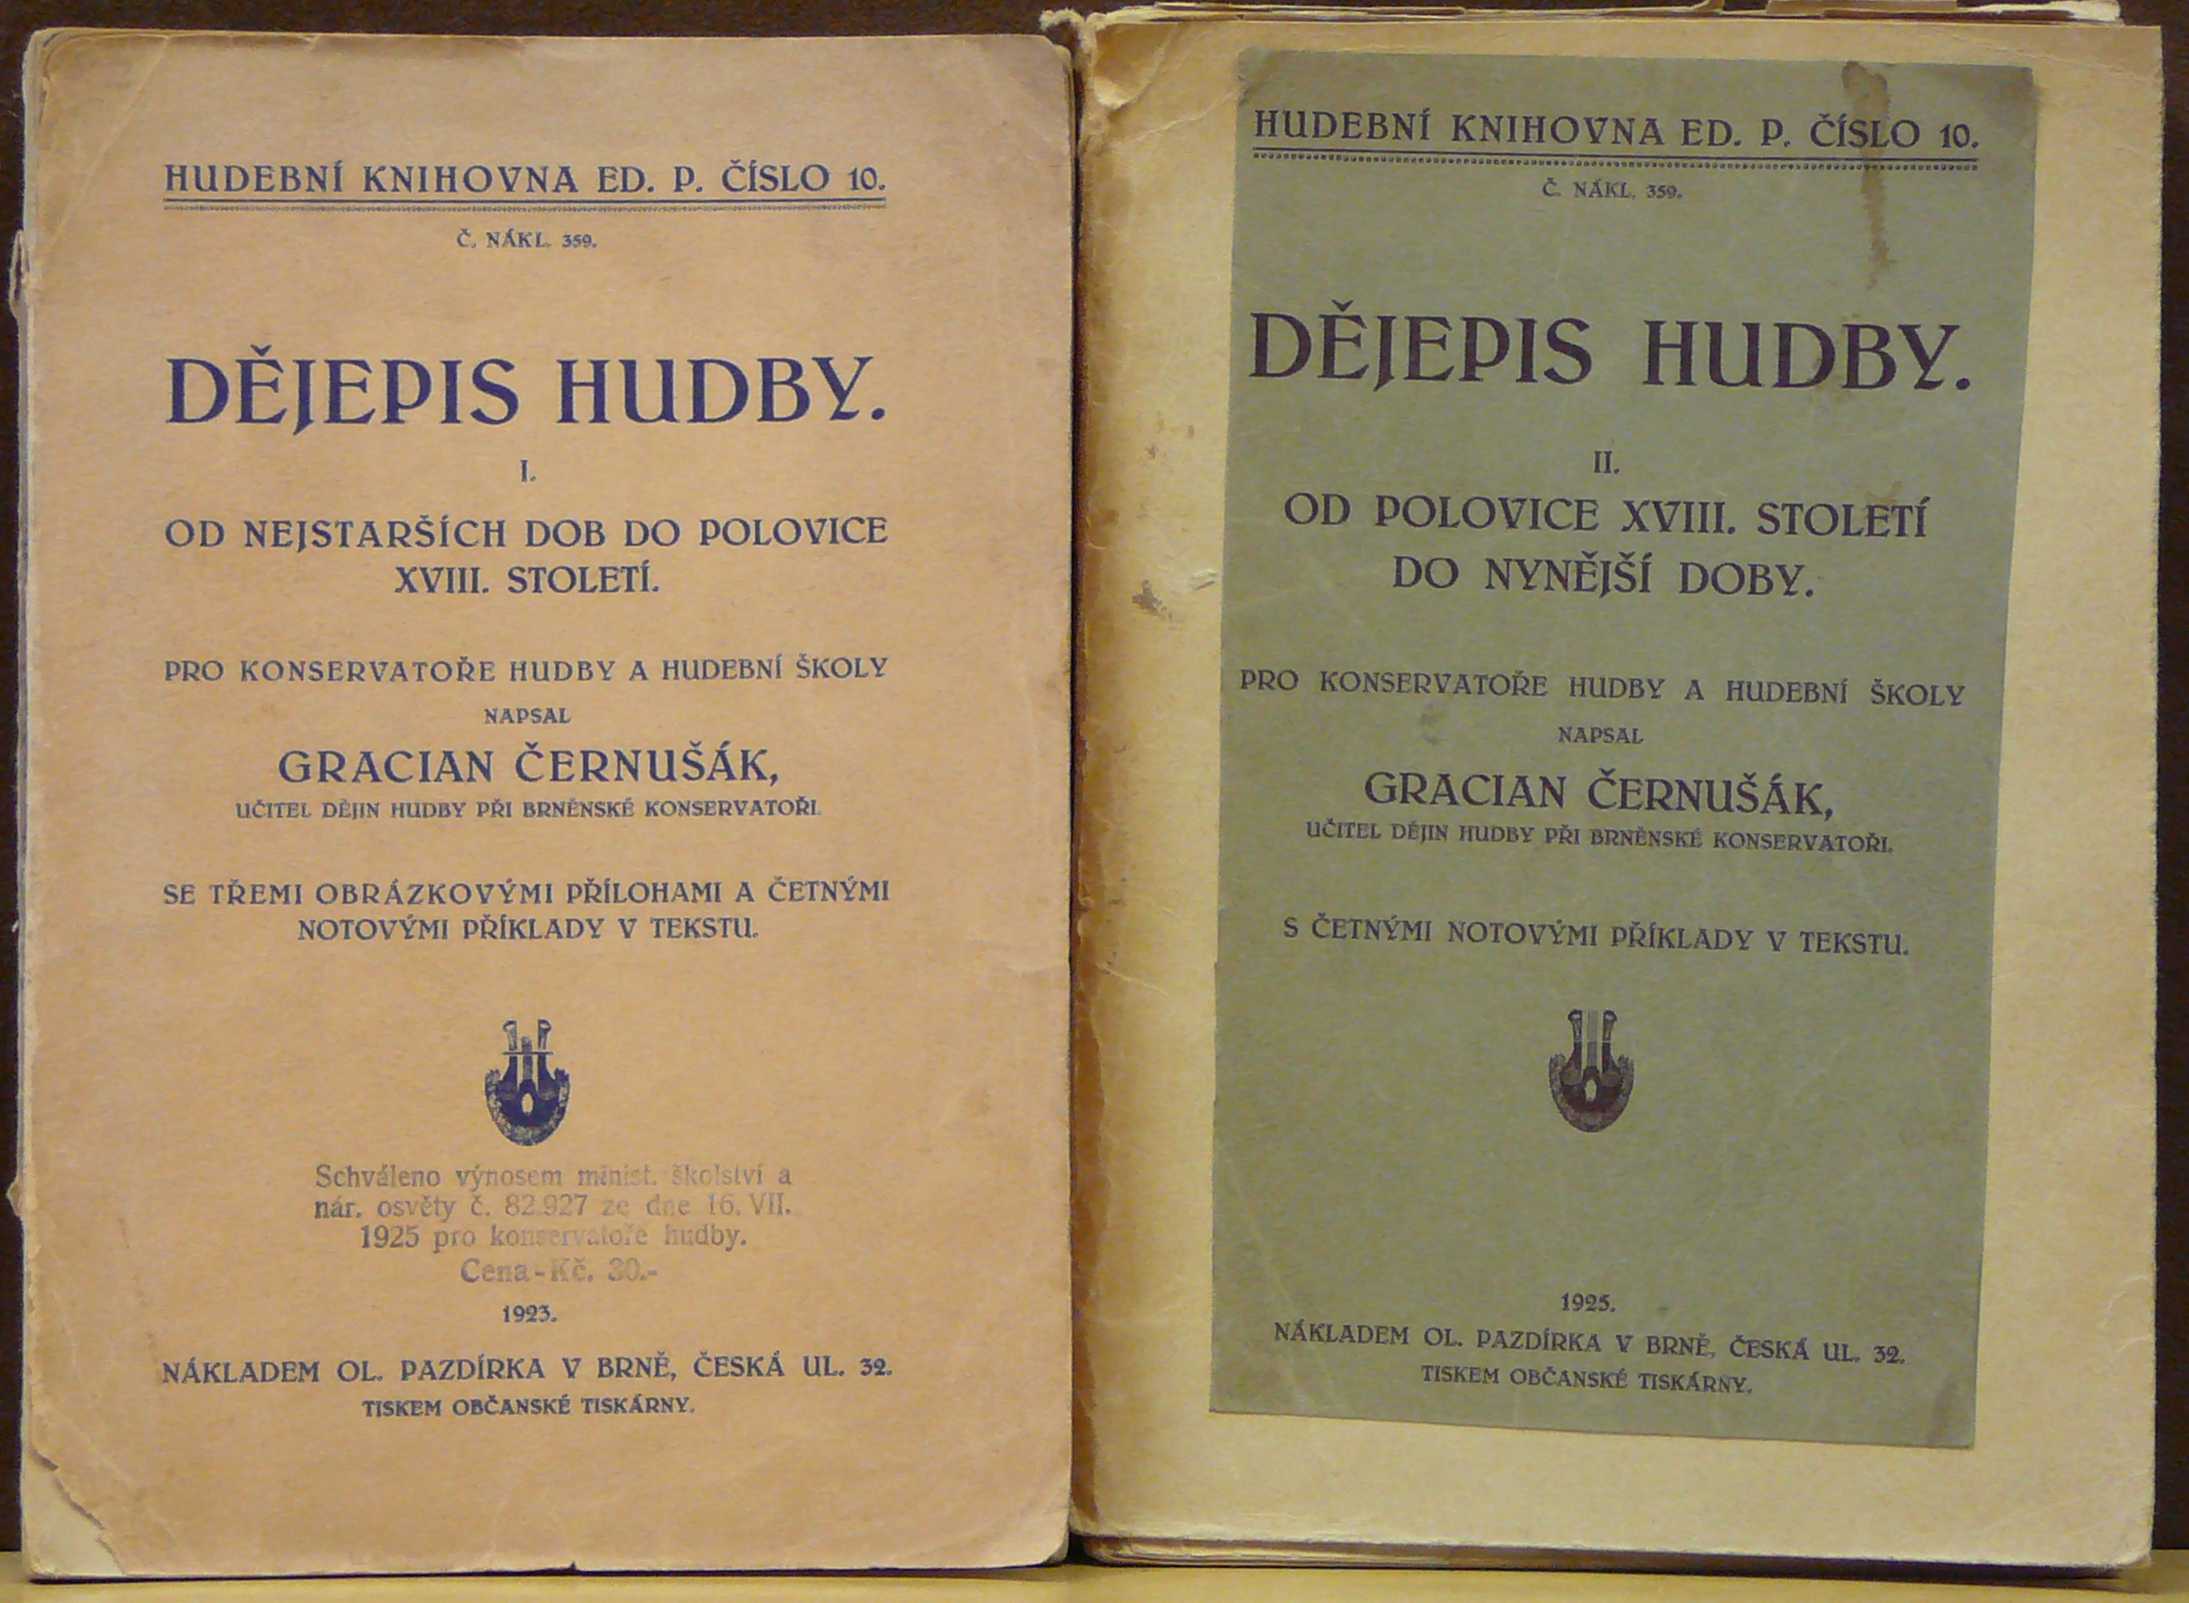 HUDEBNÍ KNIHOVNA ED. P. ČÍSLO 10.
Č. NÁKL. 359.
DĚJEPIS HUDBY.
I.
OD NEJSTARŠÍCH DOB DO POLOVICE
XVIII. STOLETÍ.
PRO KONSERVATOŘE HUDBY A HUDEBNÍ ŠKOLY
NAPSAL
GRACIAN ČERNUŠÁK,
UČITEL DĚJIN HUDBY PŘI BRNĚNSKÉ KONSERVATOŘI.
SE TŘEMI OBRÁZKOVÝMI PŘÍLOHAMI A ČETNÝMI
NOTOVÝMI PŘÍKLADY V TEKSTU.
Schváleno výnosem minist. školství a
nár. osvěty č. 82.927 ze dne 16. VII.
1925 pro konservatoře hudby.
Cena - Kč. 30.-
1923.
NÁKLADEM OL. PAZDÍRKA V BRNĚ, ČESKÁ UL. 32.
TISKEM OBČANSKÉ TISKÁRNY.
HUDEBNÍ KNIHOVNA ED. P. ČÍSLO 10.
Č. NÁKL. 359.
DĚJEPIS HUDBY.
II.
OD POLOVICE XVIII. STOLETÍ
DO NYNĚJŠÍ DOBY.
PRO KONSERVATOŘE HUDBY A HUDEBNÍ ŠKOLY
NAPSAL
GRACIAN ČERNUŠÁK,
UČITEL DĚJIN HUDBY PŘI BRNĚNSKÉ KONSERVATOŘI.
S ČETNÝMI NOTOVÝMI PŘÍKLADY V TEKSTU.
1925.
NÁKLADEM OL. PAZDÍRKA V BRNĚ, ČESKÁ UL. 32.
TISKEM OBČANSKÉ TISKÁRNY.